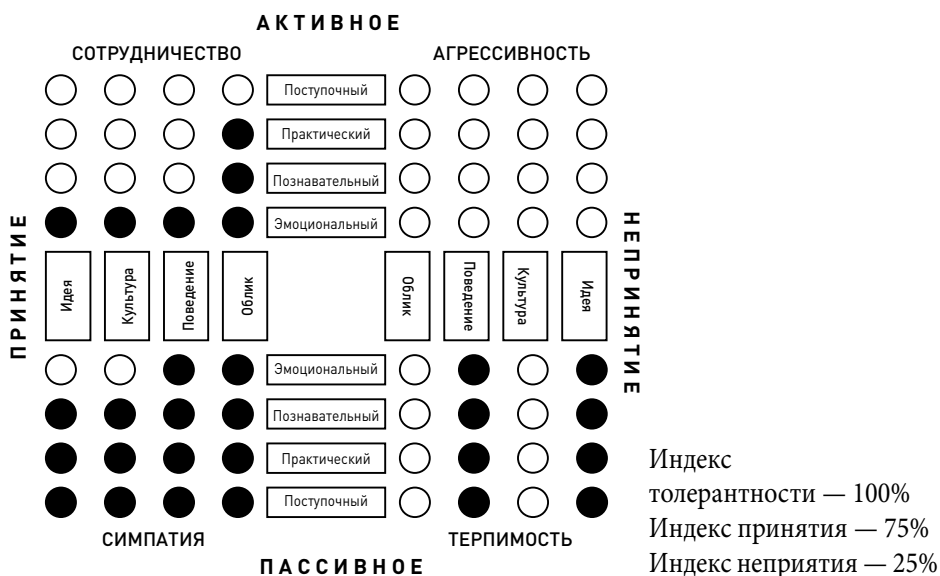 АКТИВНОЕ
СОТРУДНИЧЕСТВО
АГРЕССИВНОСТЬ
Поступочный
Практический
Познавательный
Эмоциональный
ПРИНЯТИЕ
Идея
Культура
Поведение
Облик
Облик
Поведение
Культура
Идея
НЕПРИНЯТИЕ
Эмоциональный
Познавательный
Практический
Поступочный
СИМПАТИЯ
ТЕРПИМОСТЬ
ПАССИВНОЕ
Индекс
толерантности — 100%
Индекс принятия — 75%
Индекс неприятия — 25%